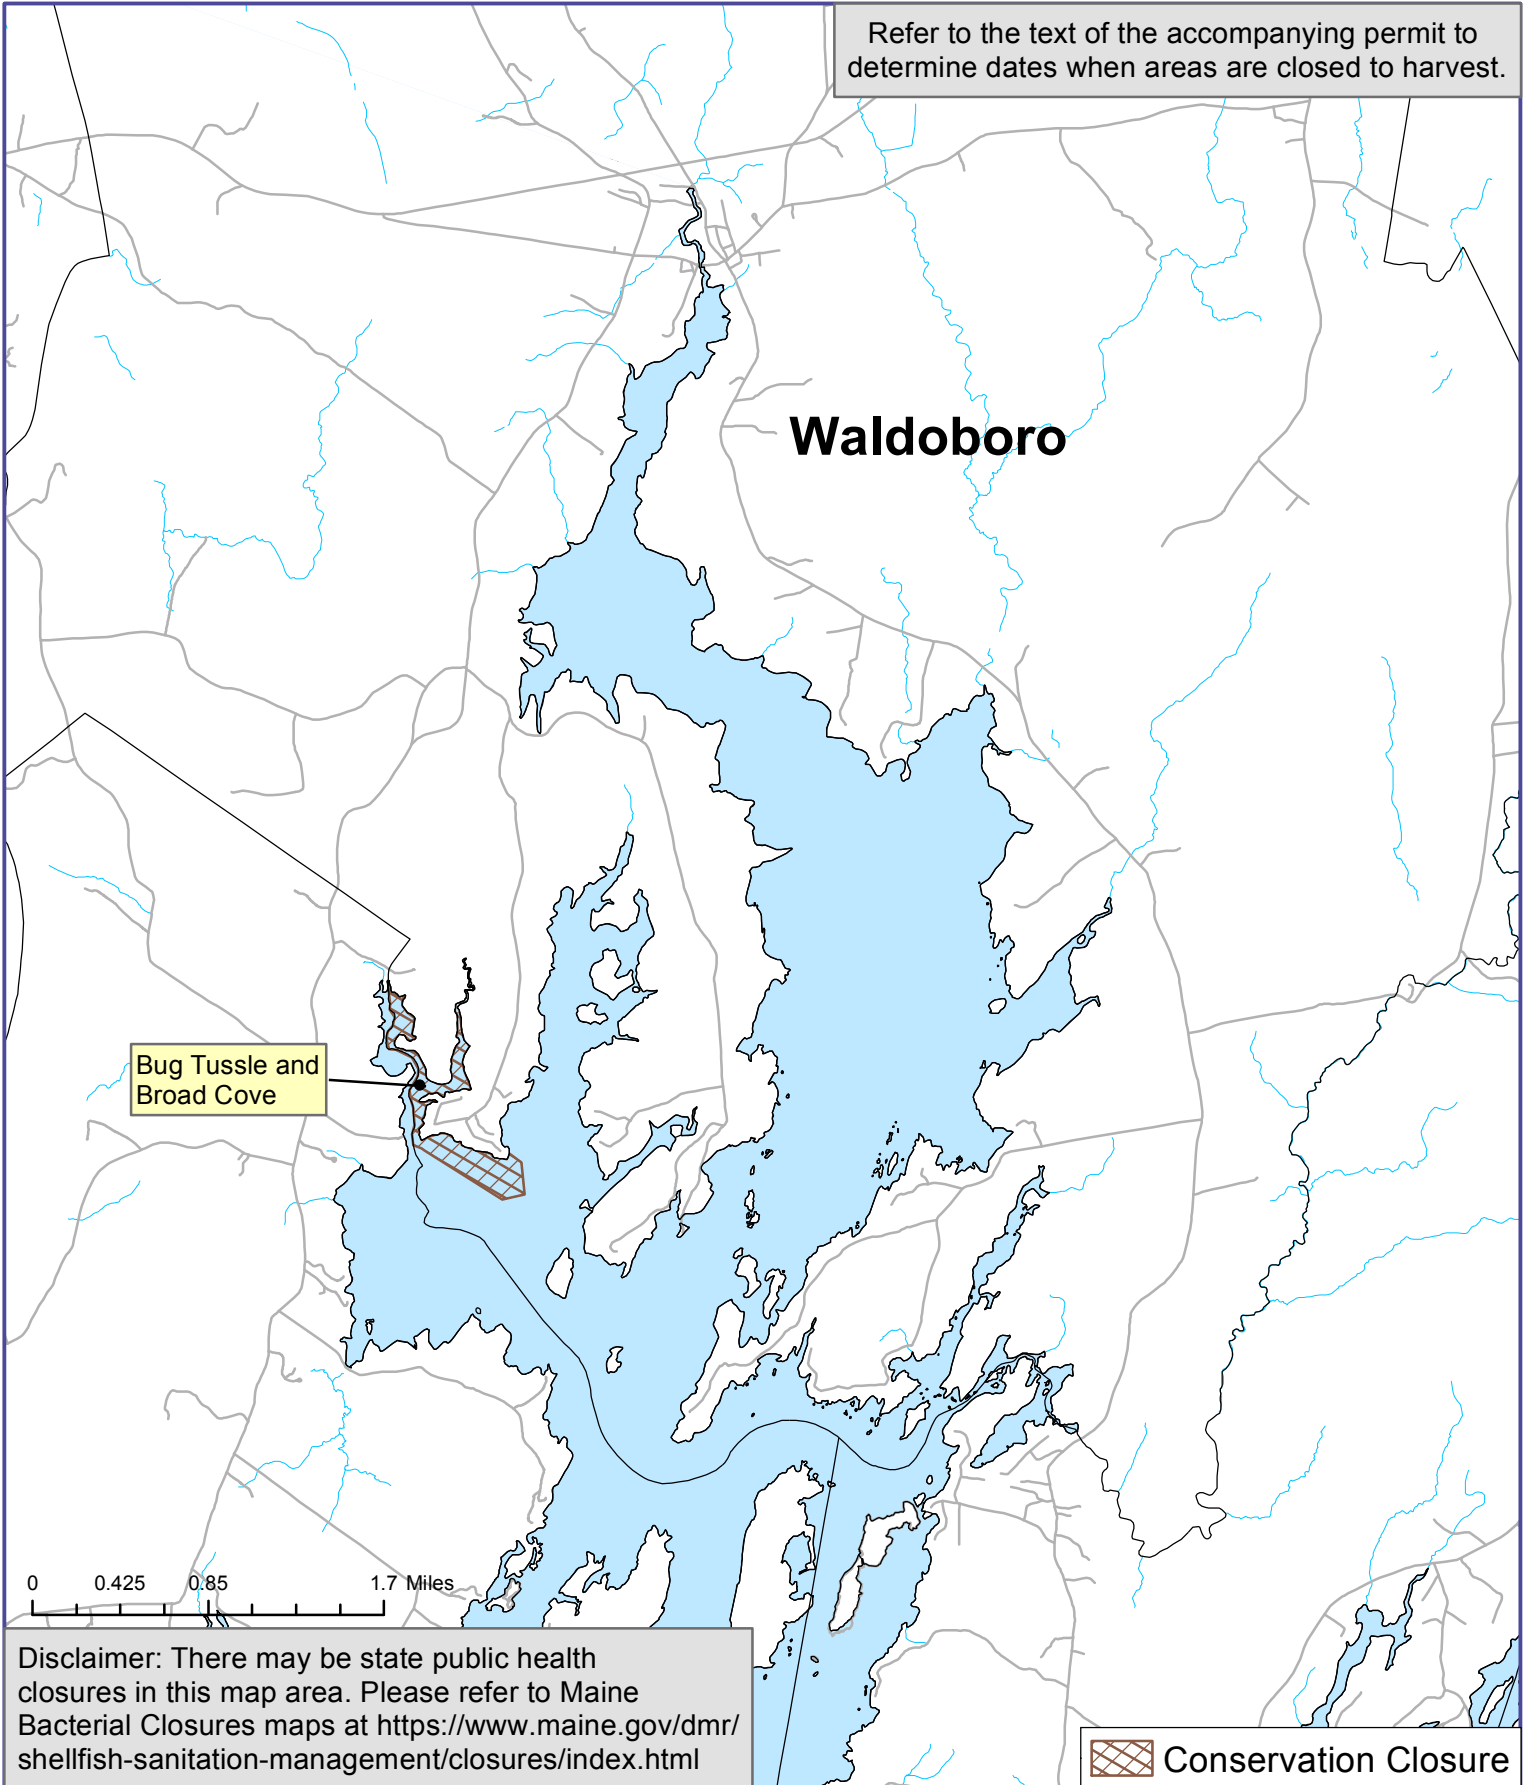 Refer to the text of the accompanying permit to
determine dates when areas are closed to harvest.
Waldoboro
Bug Tussle and
Broad Cove
0 0.425 0.85 1.7 Miles
Disclaimer: There may be state public health
closures in this map area. Please refer to Maine
Bacterial Closures maps at https://www.maine.gov/dmr/
shellfish-sanitation-management/closures/index.html
Conservation Closure